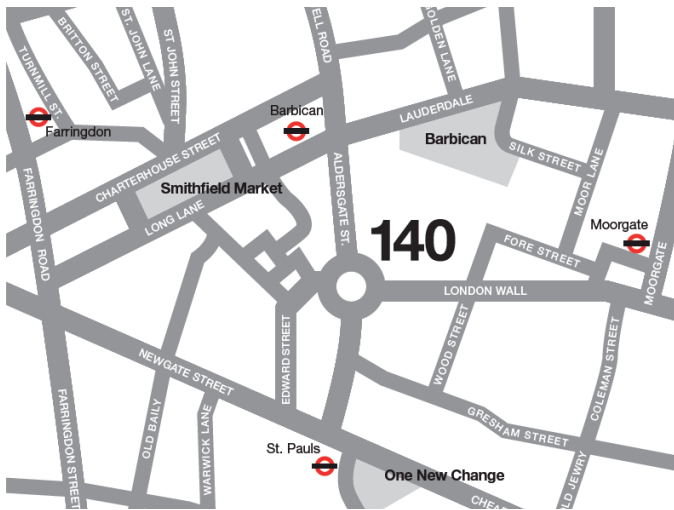 BRITTON STREET
ST. JOHN LANE
ST JOHN STREET
ELL ROAD
GOLDEN LANE
TURNMILL ST.
Farringdon
Barbican
LAUDERDALE
Barbican
SILK STREET
MOOR LANE
CHARTERHOUSE STREET
Smithfield Market
LONG LANE
ALDERSGATE ST.
FARRINGDON ROAD
140
Moorgate
FORE STREET
MOORGATE
LONDON WALL
WOOD STREET
EDWARD STREET
NEWGATE STREET
COLEMAN STREET
GRESHAM STREET
FARRINGDON STREET
OLD BAILY
WARWICK LANE
St. Pauls
One New Change
CHEAP
OLD JEWRY